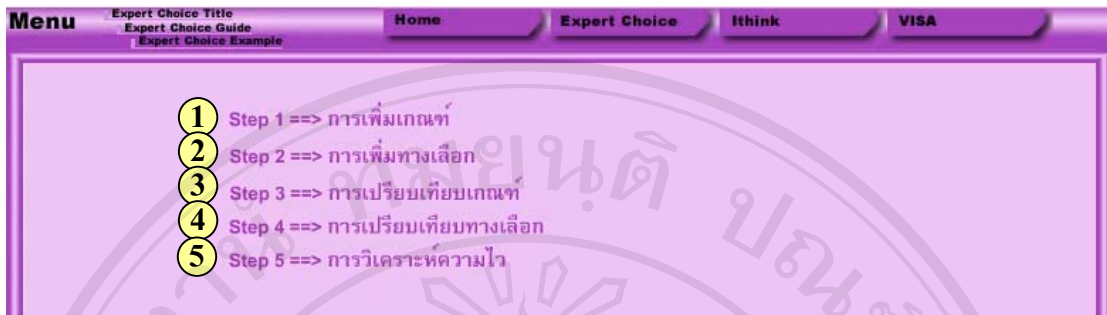 Menu
Expert Choice Title
Expert Choice Guide
Expert Choice Example
Home
Expert Choice
Ithink
VISA
1 Step 1 ==> การเพิ่มเกณฑ์
2 Step 2 ==> การเพิ่มทางเลือก
3 Step 3 ==> การเปรียบเทียบเกณฑ์
4 Step 4 ==> การเปรียบเทียบทางเลือก
5 Step 5 ==> การวิเคราะห์ความไว